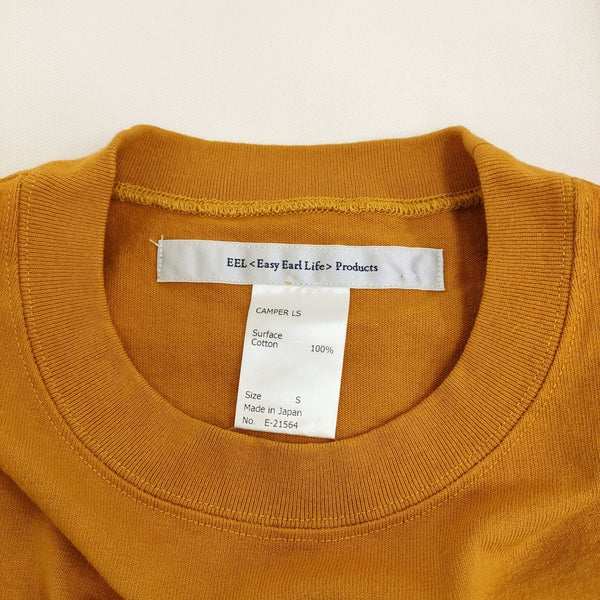 EEL <Easy Earl Life> Products
CAMPER LS
Surface
Cotton 100%
Size S
Made in Japan
No. E-21564